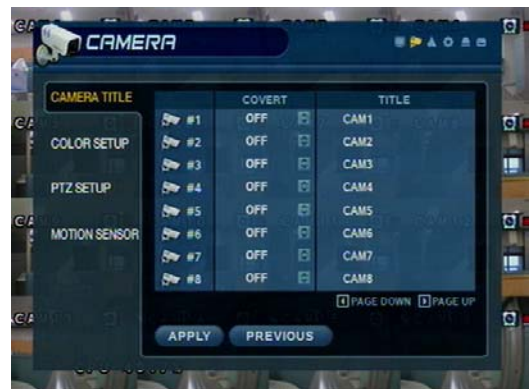 CAMERA
CAMERA TITLE
COLOR SETUP
PTZ SETUP
MOTION SENSOR
COVERT TITLE
#1 OFF CAM1
#2 OFF CAM2
#3 OFF CAM3
#4 OFF CAM4
#5 OFF CAM5
#6 OFF CAM6
#7 OFF CAM7
#8 OFF CAM8
PAGE DOWN PAGE UP
APPLY PREVIOUS